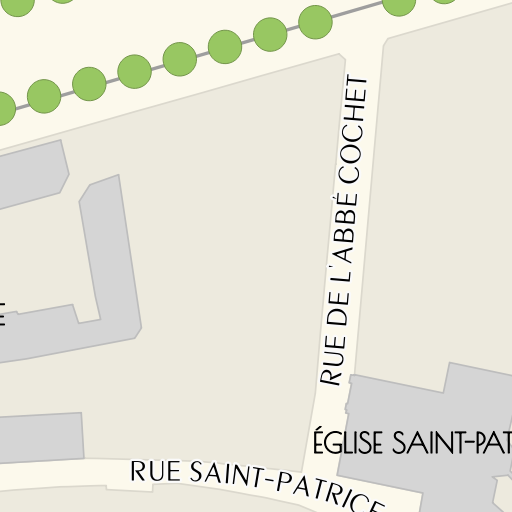 RUE DE L'ABBÉ COCHET
ÉGLISE SAINT-PAT
RUE SAINT-PATRICE